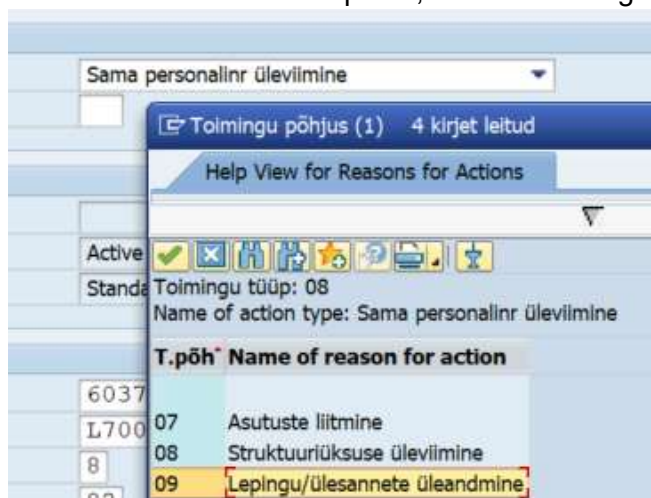 Sama personalinr üleviimine
Toimingu põhjus (1) 4 kirjet leitud
Help View for Reasons for Actions
Active
Toimingu tüüp: 08
Name of action type: Sama personalinr üleviimine
T.põh Name of reason for action
6037
L700
07 Asutuste liitmine
8
08 Struktuuriüksuse üleviimine
09 Lepingu/ülesannete üleandmine